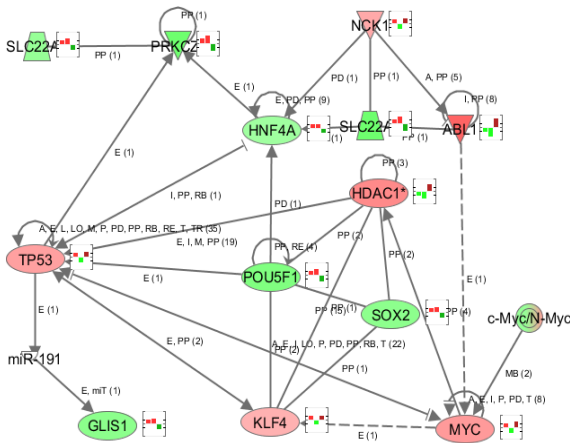 PP (1)
NCK1
SLC22A
PRKCZ
PP (1)
PD (1)
PP (1)
A, PP (5)
E (1)
E, PD, PP (9)
I, PP (8)
HNF4A
SLC22A
ABL1
PP (1)
E (1)
I, PP, RB (1)
PP (3)
HDAC1*
PD (1)
A, E, L, LO, M, P, PD, PP, RB, RE, T, TR (35)
E, I, M, PP (19)
PP, RE (4)
PP (2)
PP (2)
TP53
E (1)
POU5F1
E (1)
SOX2
PP (1)
PP (15)
PP (4)
c-Myc/N-Myc
E (1)
E, PP (2)
A, E, I, LO, P, PD, PP, RB, T (22)
PP (2)
miR-191
PP (1)
MB (2)
E, miT (1)
A, E, I, P, PD, T (8)
GLIS1
KLF4
E (1)
MYC